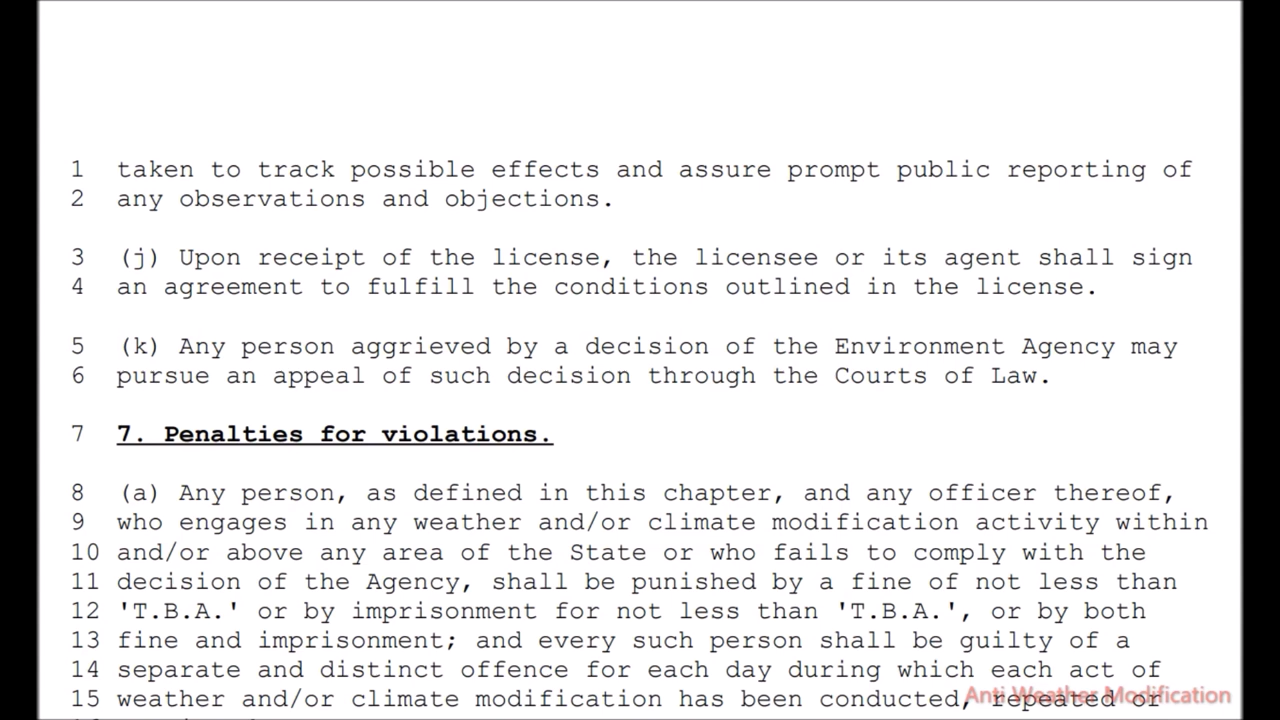 1 taken to track possible effects and assure prompt public reporting of
2 any observations and objections.
3 (j) Upon receipt of the license, the licensee or its agent shall sign
4 an agreement to fulfill the conditions outlined in the license.
5 (k) Any person aggrieved by a decision of the Environment Agency may
6 pursue an appeal of such decision through the Courts of Law.
7 7. Penalties for violations.
8 (a) Any person, as defined in this chapter, and any officer thereof,
9 who engages in any weather and/or climate modification activity within
10 and/or above any area of the State or who fails to comply with the
11 decision of the Agency, shall be punished by a fine of not less than
12 'T.B.A.' or by imprisonment for not less than 'T.B.A.', or by both
13 fine and imprisonment; and every such person shall be guilty of a
14 separate and distinct offence for each day during which each act of
15 weather and/or climate modification has been conducted, repeated or
Anti Weather Modification